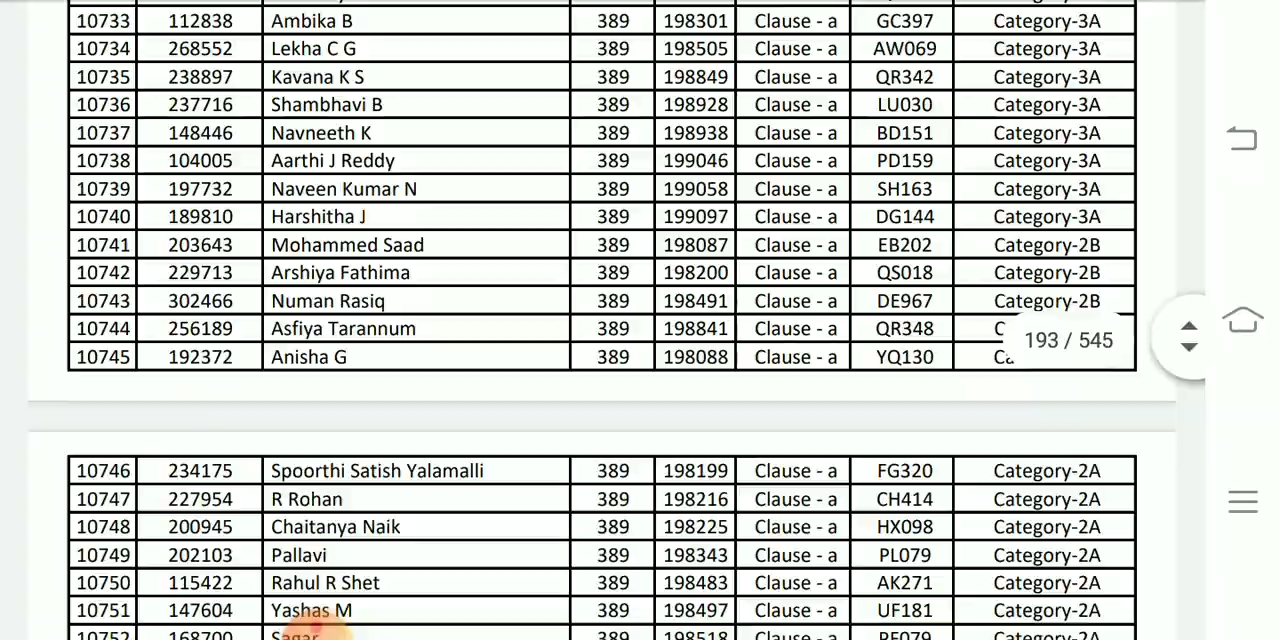 10733 112838 Ambika B 389 198301 Clause - a GC397 Category-3A
10734 268552 Lekha C G 389 198505 Clause - a AW069 Category-3A
10735 238897 Kavana K S 389 198849 Clause - a QR342 Category-3A
10736 237716 Shambhavi B 389 198928 Clause - a LU030 Category-3A
10737 148446 Navneeth K 389 198938 Clause - a BD151 Category-3A
10738 104005 Aarthi J Reddy 389 199046 Clause - a PD159 Category-3A
10739 197732 Naveen Kumar N 389 199058 Clause - a SH163 Category-3A
10740 189810 Harshitha J 389 199097 Clause - a DG144 Category-3A
10741 203643 Mohammed Saad 389 198087 Clause - a EB202 Category-2B
10742 229713 Arshiya Fathima 389 198200 Clause - a QS018 Category-2B
10743 302466 Numan Rasiq 389 198491 Clause - a DE967 Category-2B
10744 256189 Asfiya Tarannum 389 198841 Clause - a QR348
193 / 545
10745 192372 Anisha G 389 198088 Clause - a YQ130
10746 234175 Spoorthi Satish Yalamalli 389 198199 Clause - a FG320 Category-2A
10747 227954 R Rohan 389 198216 Clause - a CH414 Category-2A
10748 200945 Chaitanya Naik 389 198225 Clause - a HX098 Category-2A
10749 202103 Pallavi 389 198343 Clause - a PL079 Category-2A
10750 115422 Rahul R Shet 389 198483 Clause - a AK271 Category-2A
10751 147604 Yashas M 389 198497 Clause - a UF181 Category-2A
10752 168700 Sagar 389 198518 Clause - a Category-2A